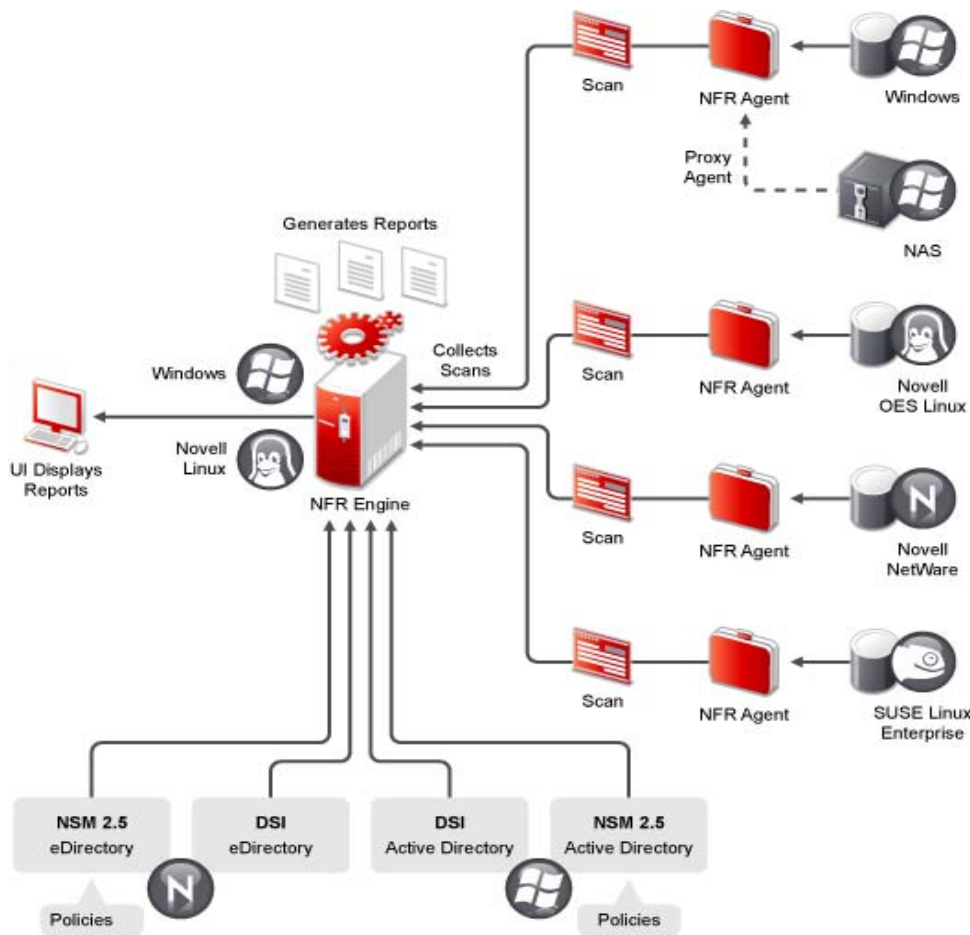 Scan
NFR Agent
Windows
Proxy
Agent
NAS
Generates Reports
Collects
Scans
Scan
NFR Agent
Novell
OES Linux
Windows
Novell
Linux
UI Displays
Reports
NFR Engine
Scan
NFR Agent
Novell
NetWare
Scan
NFR Agent
SUSE Linux
Enterprise
NSM 2.5
eDirectory
DSI
eDirectory
DSI
Active Directory
NSM 2.5
Active Directory
N
N
Policies
Policies